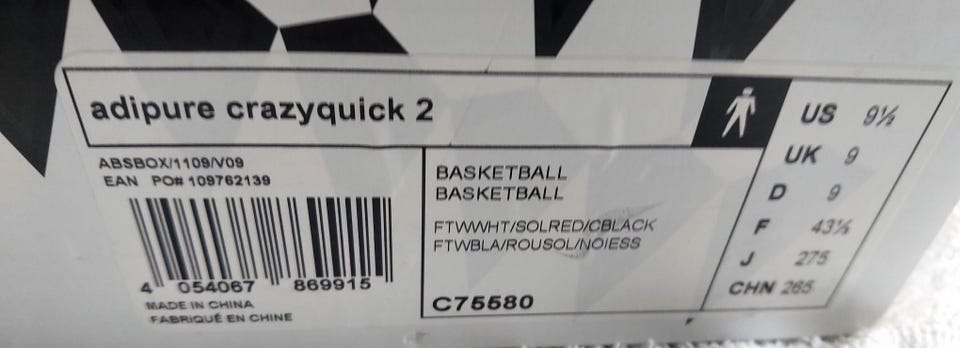 adipure crazyquick 2
US 9½
UK 9
D 9
F 43⅓
J 275
CHN 265
ABSBOX/1109/V09
EAN PO# 109762139
4 054067 869915
MADE IN CHINA
FABRIQUÉ EN CHINE
BASKETBALL
BASKETBALL
FTWWHT/SOLRED/CBLACK
FTWBLA/ROUSOL/NOIESS
C75580